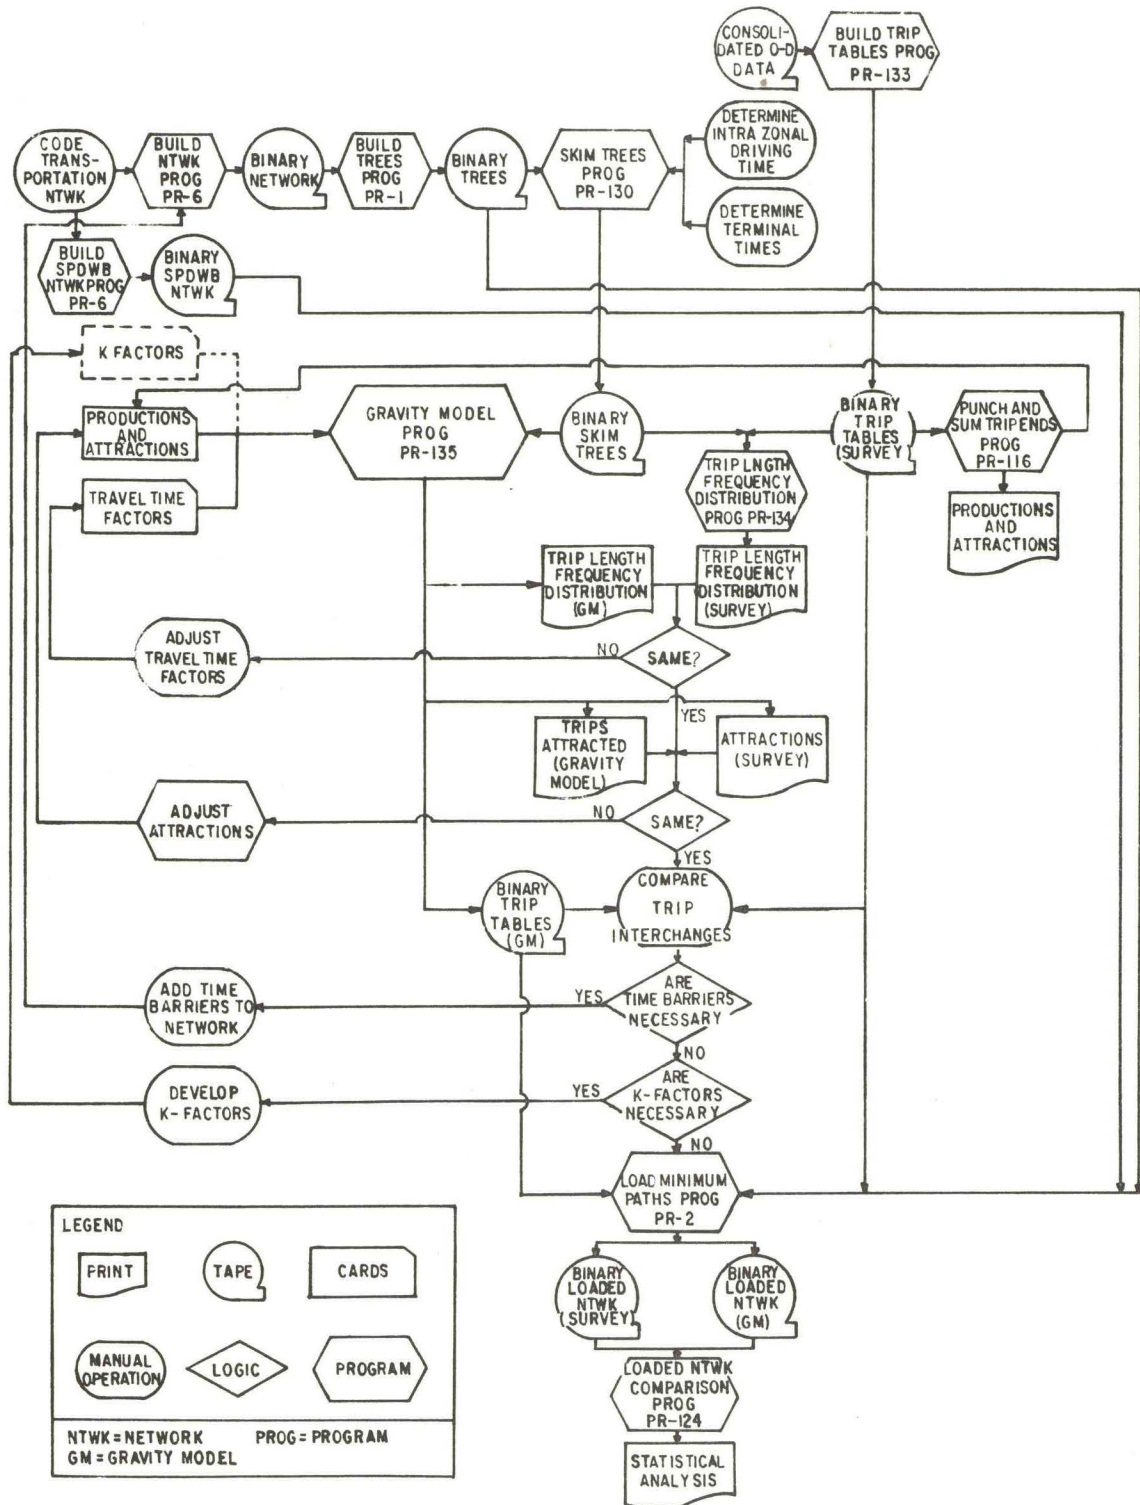 CONSOLI-
DATED O-D
DATA
BUILD TRIP
TABLES PROG
PR-133
CODE
TRANS-
PORTATION
NTWK
BUILD
NTWK
PROG
PR-6
BINARY
NETWORK
BUILD
TREES
PROG
PR-1
BINARY
TREES
SKIM TREES
PROG
PR-130
DETERMINE
INTRA ZONAL
DRIVING
TIME
DETERMINE
TERMINAL
TIMES
BUILD
SPDWB
NTWK PROG
PR-6
BINARY
SPDWB
NTWK
K FACTORS
PRODUCTIONS
AND
ATTRACTIONS
TRAVEL TIME
FACTORS
GRAVITY MODEL
PROG
PR-135
BINARY
SKIM
TREES
BINARY
TRIP
TABLES
(SURVEY)
PUNCH AND
SUM TRIP ENDS
PROG
PR-116
TRIP LNGTH
FREQUENCY
DISTRIBUTION
PROG PR-134
PRODUCTIONS
AND
ATTRACTIONS
TRIP LENGTH
FREQUENCY
DISTRIBUTION
(GM)
TRIP LENGTH
FREQUENCY
DISTRIBUTION
(SURVEY)
ADJUST
TRAVEL TIME
FACTORS
NO
SAME?
YES
TRIPS
ATTRACTED
(GRAVITY
MODEL)
ATTRACTIONS
(SURVEY)
ADJUST
ATTRACTIONS
NO
SAME?
YES
BINARY
TRIP
TABLES
(GM)
COMPARE
TRIP
INTERCHANGES
ADD TIME
BARRIERS TO
NETWORK
YES
ARE
TIME BARRIERS
NECESSARY
NO
DEVELOP
K-FACTORS
YES
ARE
K-FACTORS
NECESSARY
NO
LOAD MINIMUM
PATHS PROG
PR-2
BINARY
LOADED
NTWK
(SURVEY)
BINARY
LOADED
NTWK
(GM)
LOADED NTWK
COMPARISON
PROG
PR-124
STATISTICAL
ANALYSIS
LEGEND
PRINT
TAPE
CARDS
MANUAL
OPERATION
LOGIC
PROGRAM
NTWK=NETWORK PROG=PROGRAM
GM=GRAVITY MODEL